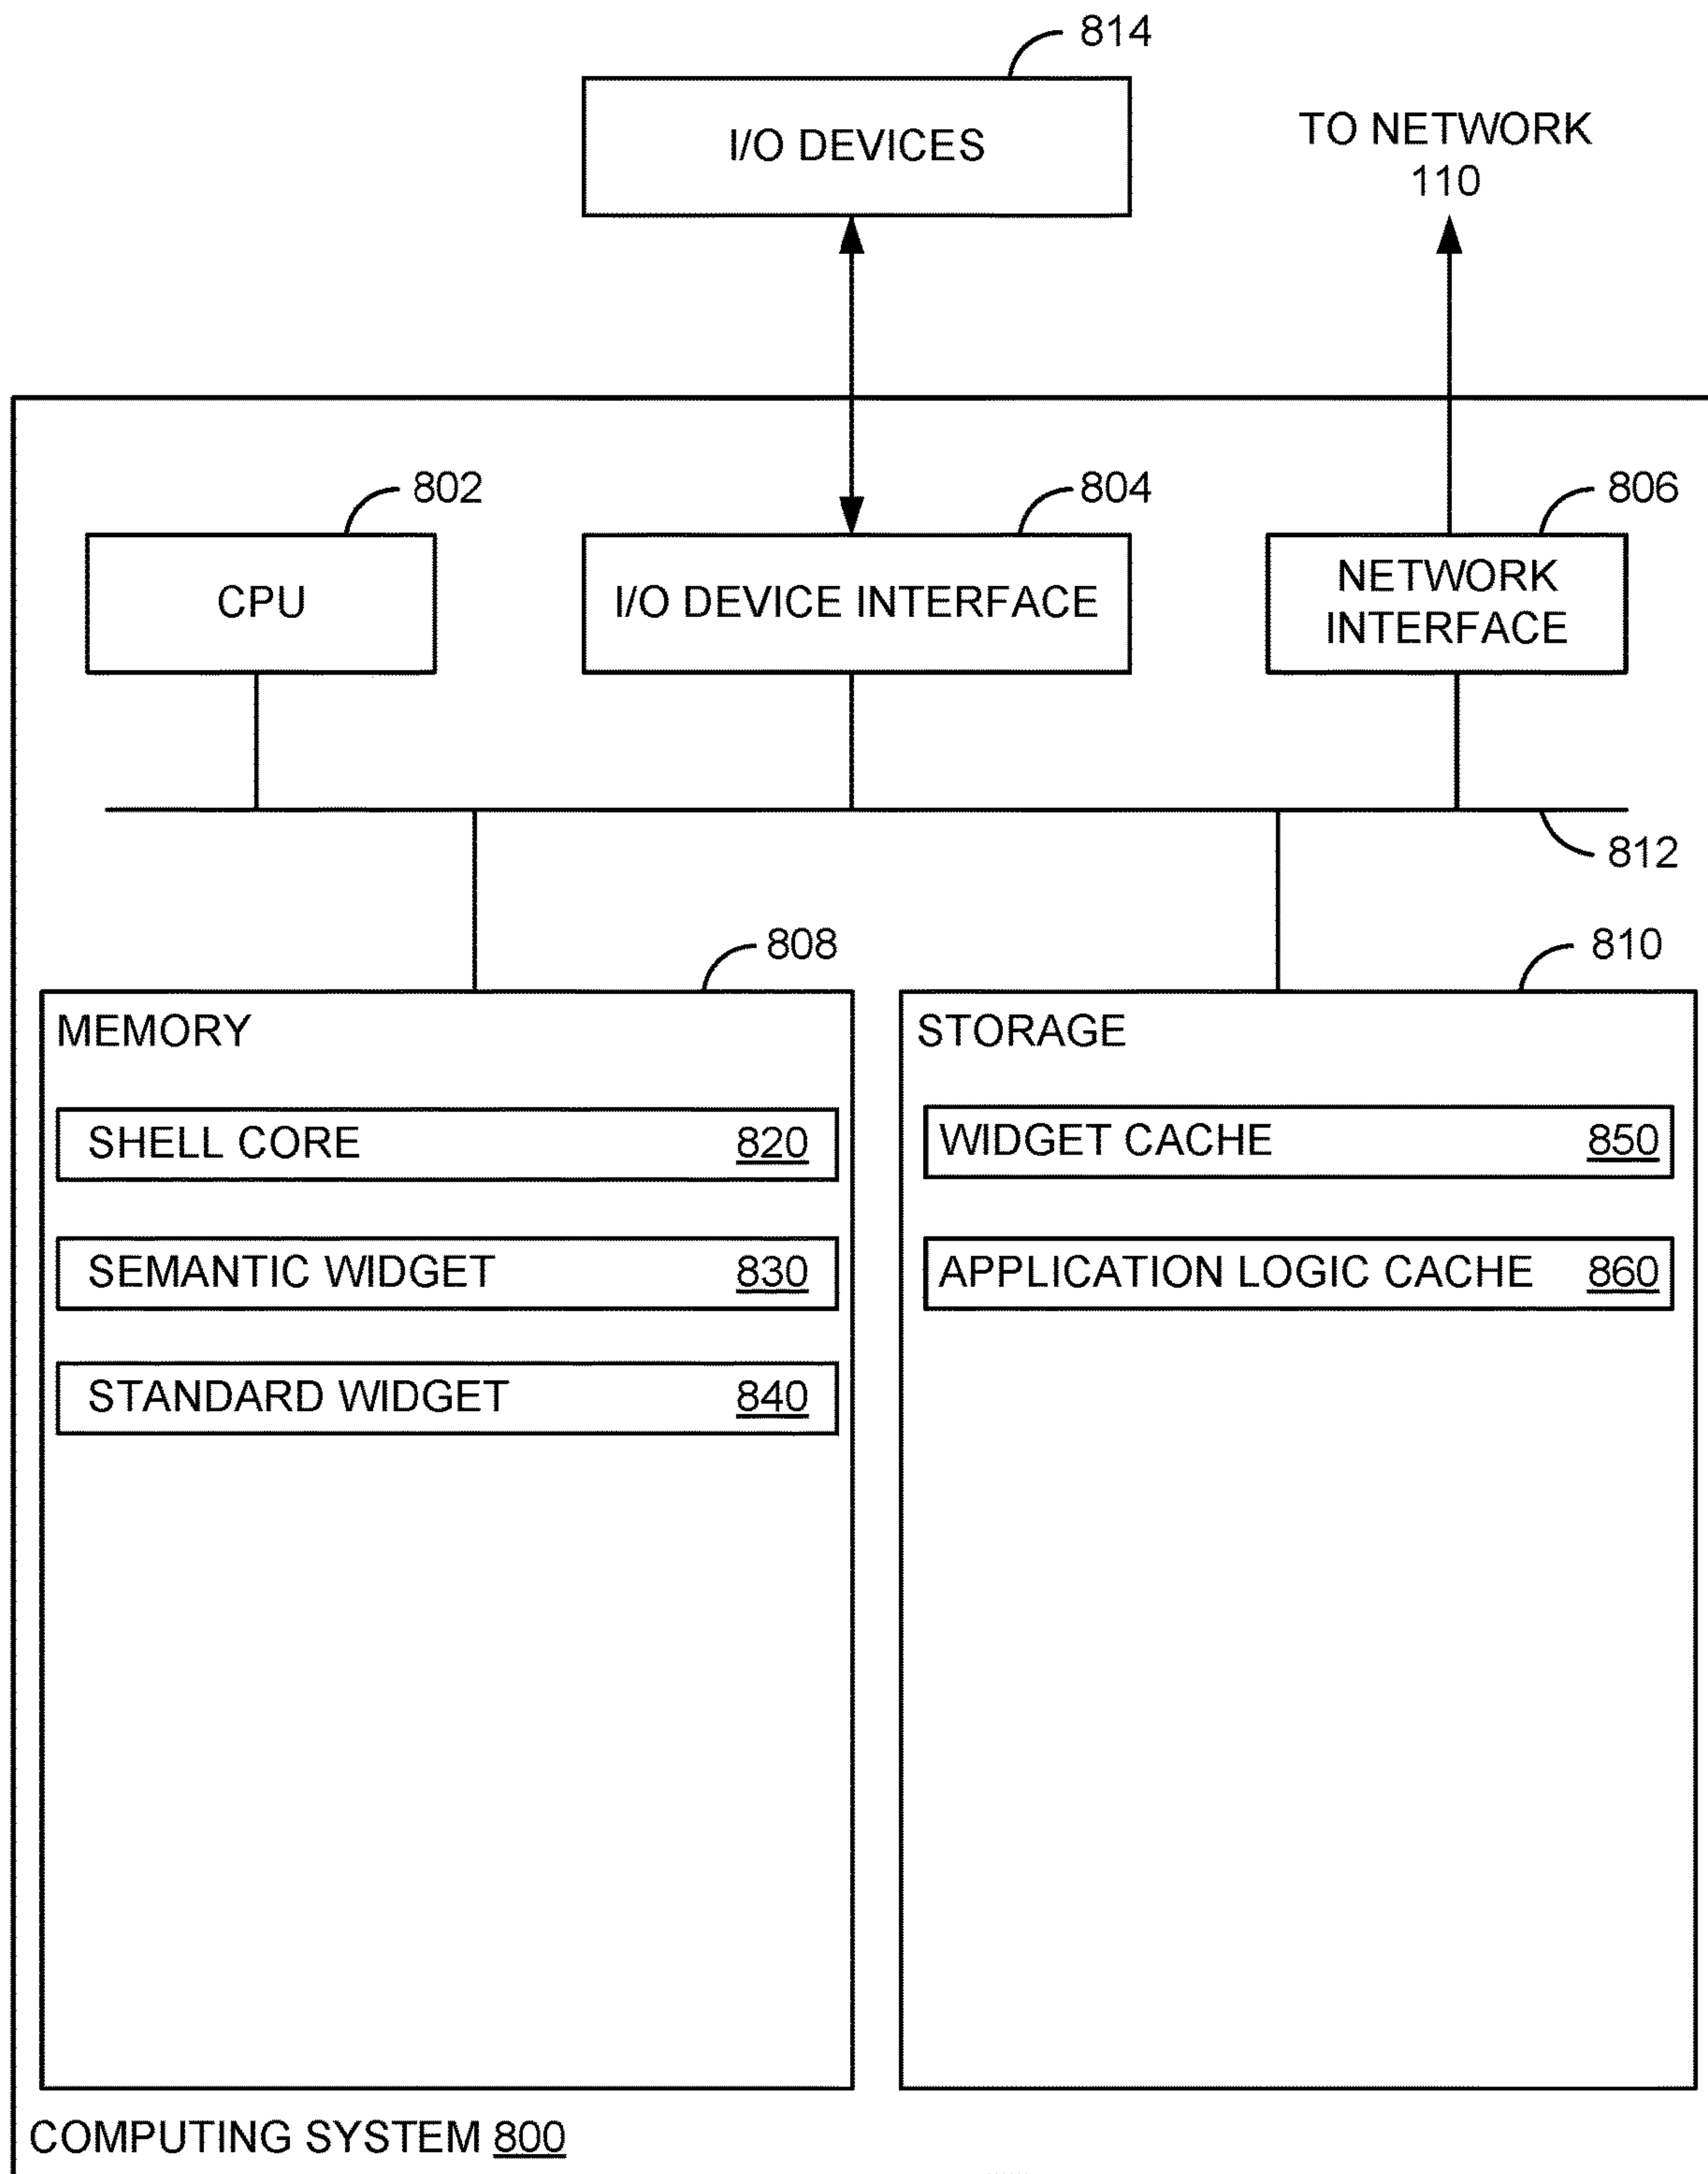 814
I/O DEVICES
TO NETWORK
110
802
804
806
CPU
I/O DEVICE INTERFACE
NETWORK
INTERFACE
812
808
810
MEMORY
SHELL CORE 820
SEMANTIC WIDGET 830
STANDARD WIDGET 840
STORAGE
WIDGET CACHE 850
APPLICATION LOGIC CACHE 860
COMPUTING SYSTEM 800